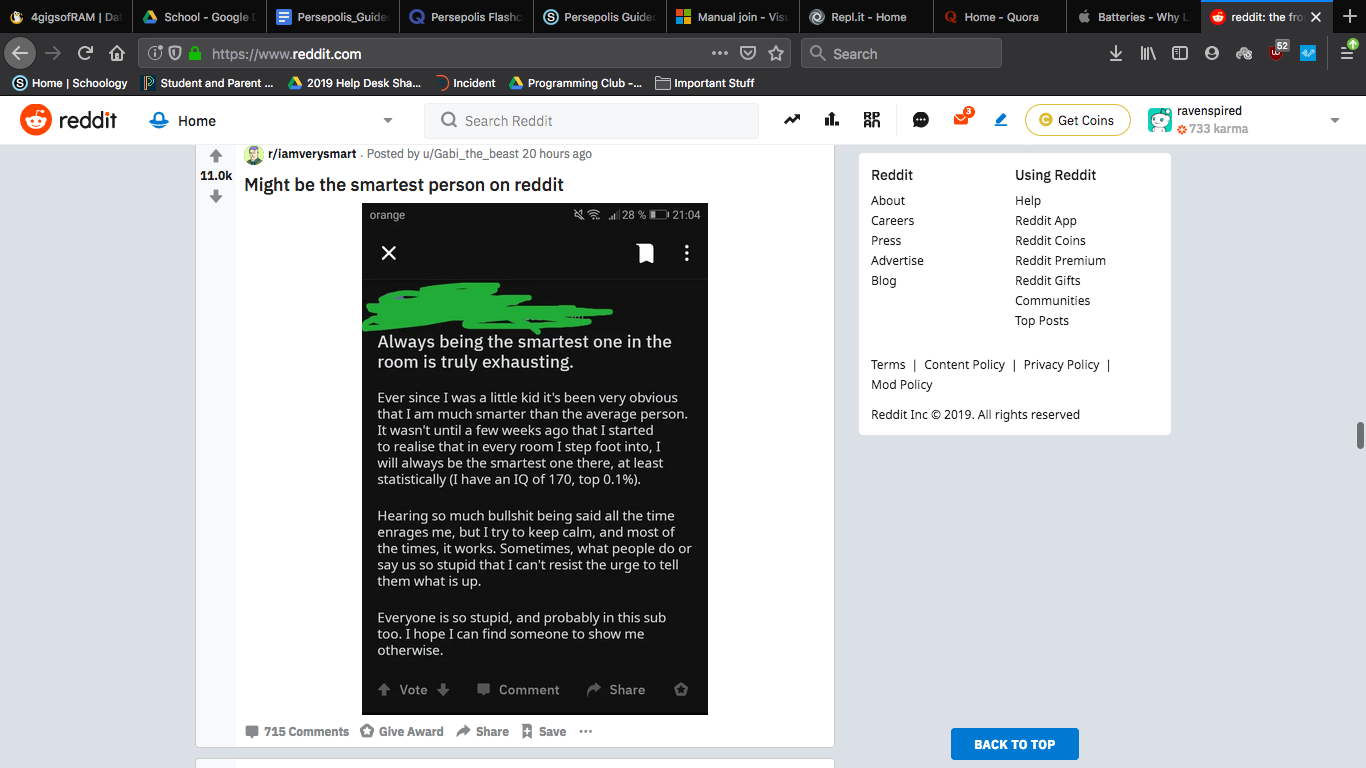 4gigsofRAM | Da
School - Google D
Persepolis_Guide
Persepolis Flashc
Persepolis Guide
Manual join - Visu
Repl.it - Home
Home - Quora
Batteries - Why L
reddit: the fro
https://www.reddit.com
Search
52
Home | Schoology
Student and Parent ...
2019 Help Desk Sha...
Incident
Programming Club -...
Important Stuff
reddit
Home
Search Reddit
3
Get Coins
ravenspired
733 karma
11.0k
r/iamverysmart . Posted by u/Gabi_the_beast 20 hours ago
Might be the smartest person on reddit
orange
28 % 21:04
Always being the smartest one in the
room is truly exhausting.
Ever since I was a little kid it's been very obvious
that I am much smarter than the average person.
It wasn't until a few weeks ago that I started
to realise that in every room I step foot into, I
will always be the smartest one there, at least
statistically (I have an IQ of 170, top 0.1%).
Hearing so much bullshit being said all the time
enrages me, but I try to keep calm, and most of
the times, it works. Sometimes, what people do or
say us so stupid that I can't resist the urge to tell
them what is up.
Everyone is so stupid, and probably in this sub
too. I hope I can find someone to show me
otherwise.
Vote
Comment
Share
715 Comments
Give Award
Share
Save
Reddit
About
Careers
Press
Advertise
Blog
Using Reddit
Help
Reddit App
Reddit Coins
Reddit Premium
Reddit Gifts
Communities
Top Posts
Terms | Content Policy | Privacy Policy |
Mod Policy
Reddit Inc © 2019. All rights reserved
BACK TO TOP